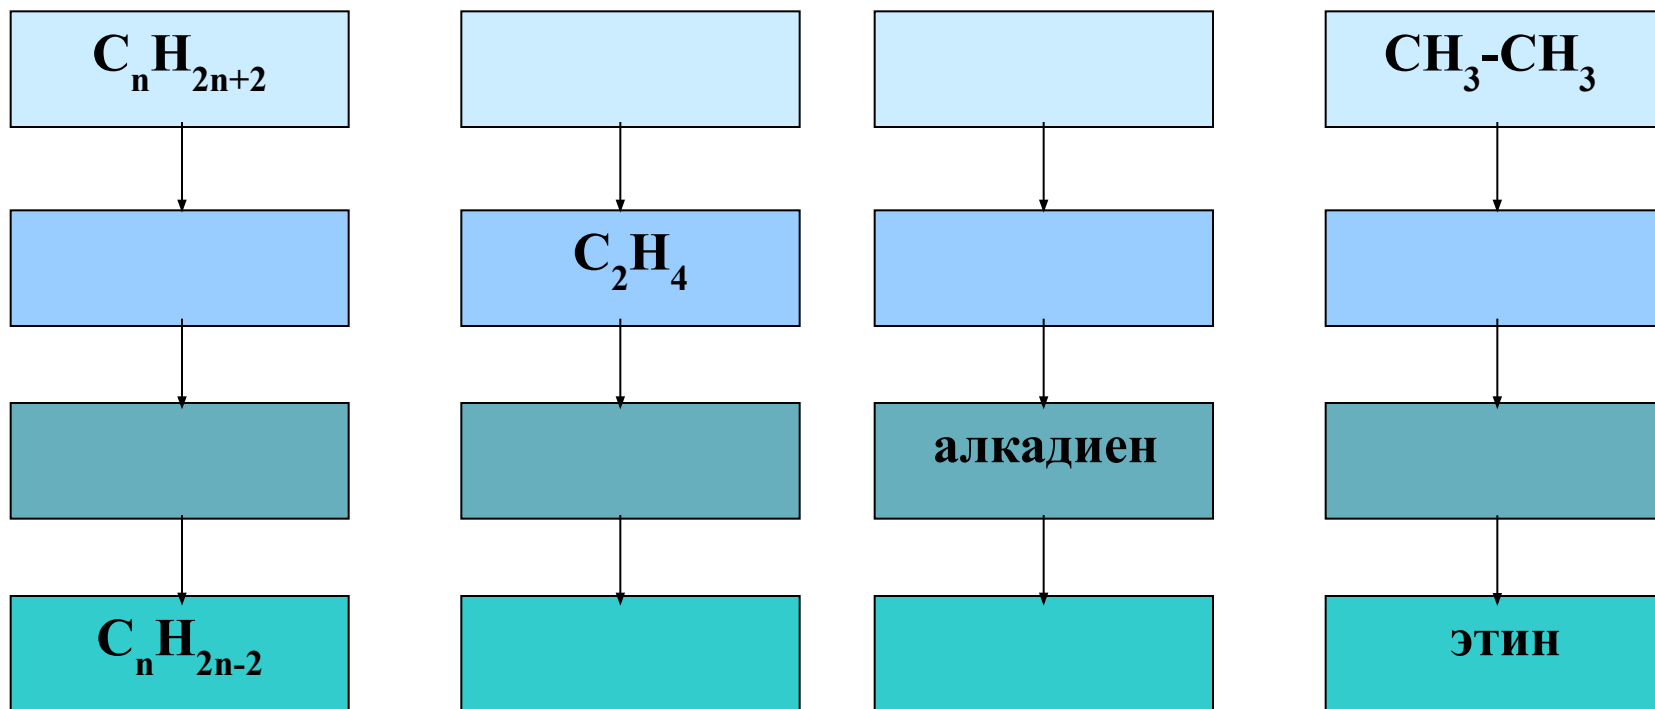 CₙH₂ₙ₊₂
CH₃-CH₃
C₂H₄
алкадиен
CₙH₂ₙ₋₂
этин